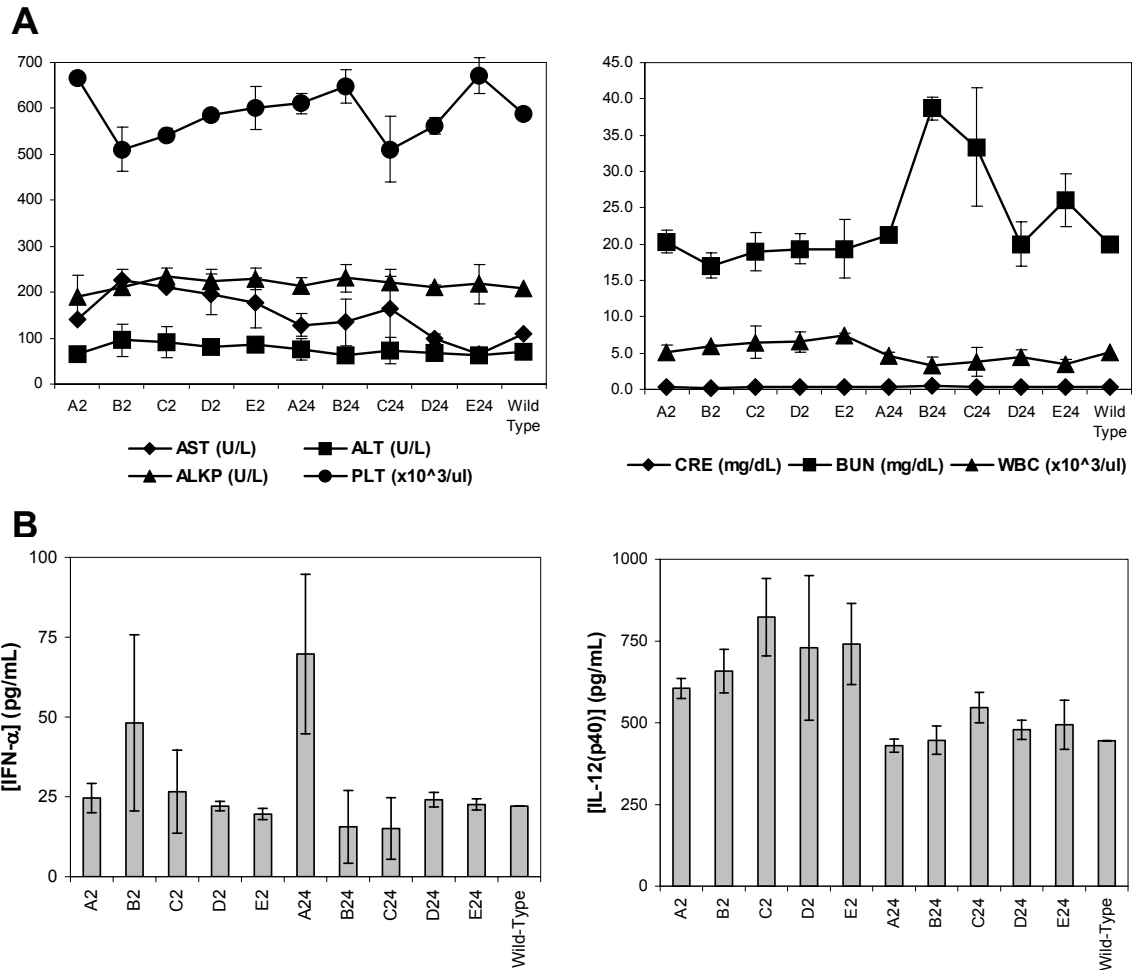 A
700
600
500
400
300
200
100
0
A2 B2 C2 D2 E2 A24 B24 C24 D24 E24 Wild
Type
AST (U/L) ALT (U/L)
ALKP (U/L) PLT (x10^3/ul)
45.0
40.0
35.0
30.0
25.0
20.0
15.0
10.0
5.0
0.0
A2 B2 C2 D2 E2 A24 B24 C24 D24 E24 Wild
Type
CRE (mg/dL) BUN (mg/dL) WBC (x10^3/ul)
B
[IFN-α] (pg/mL)
100
75
50
25
0
A2 B2 C2 D2 E2 A24 B24 C24 D24 E24 Wild-Type
[IL-12(p40)] (pg/mL)
1000
750
500
250
0
A2 B2 C2 D2 E2 A24 B24 C24 D24 E24 Wild-Type